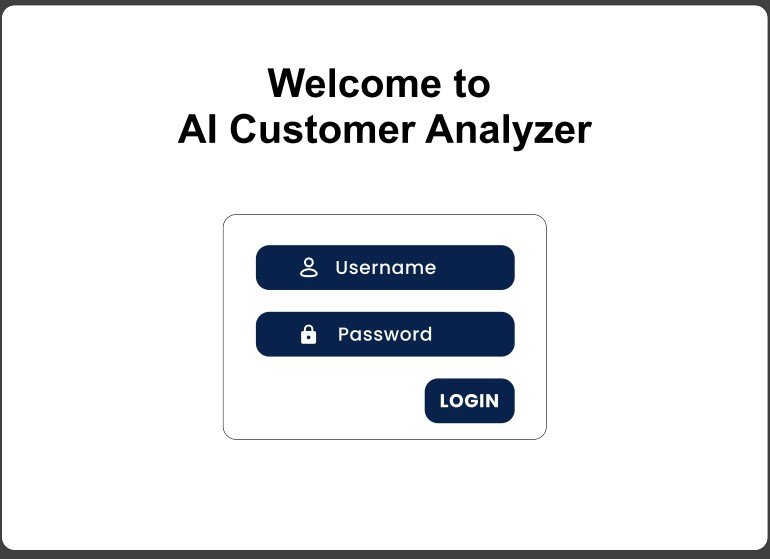 Welcome to
AI Customer Analyzer
Username
Password
LOGIN